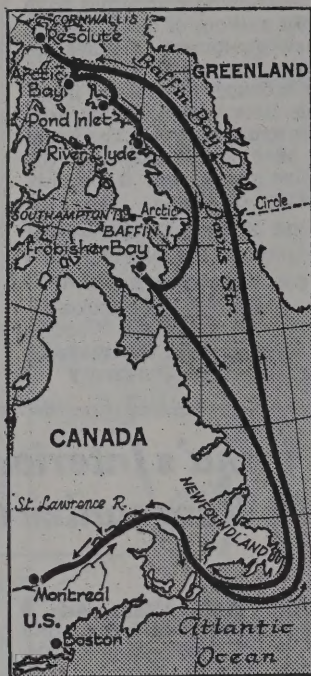 CORNWALLIS I.
Resolute
Arctic
Bay
Pond Inlet
River Clyde
Baffin Bay
GREENLAND
SOUTHAMPTON I.
Arctic
Circle
BAFFIN I.
Davis Str.
Frobisher Bay
CANADA
St. Lawrence R.
NEWFOUNDLAND
Montreal
U.S.
Boston
Atlantic
Ocean